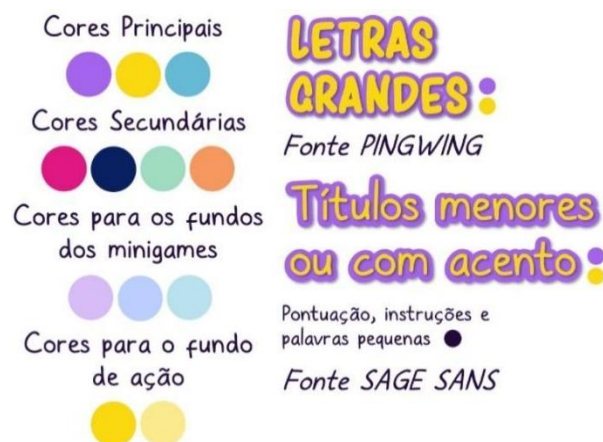 Cores Principais
Cores Secundárias
Cores para os fundos
dos minigames
Cores para o fundo
de ação
LETRAS
GRANDES:
Fonte PINGWING
Títulos menores
ou com acento:
Pontuação, instruções e
palavras pequenas
Fonte SAGE SANS